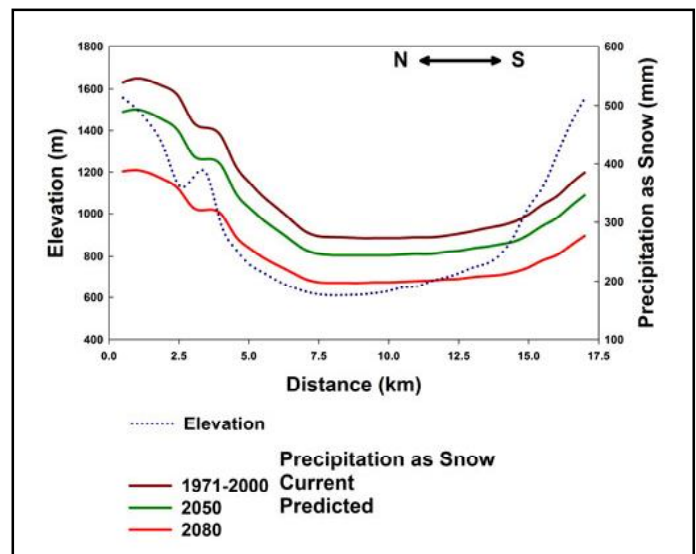 1800
1600
1400
1200
1000
800
600
400
Elevation (m)
N S
600
500
400
300
200
100
Precipitation as Snow (mm)
0.0 2.5 5.0 7.5 10.0 12.5 15.0 17.5
Distance (km)
Elevation
Precipitation as Snow
1971-2000 Current
2050 Predicted
2080